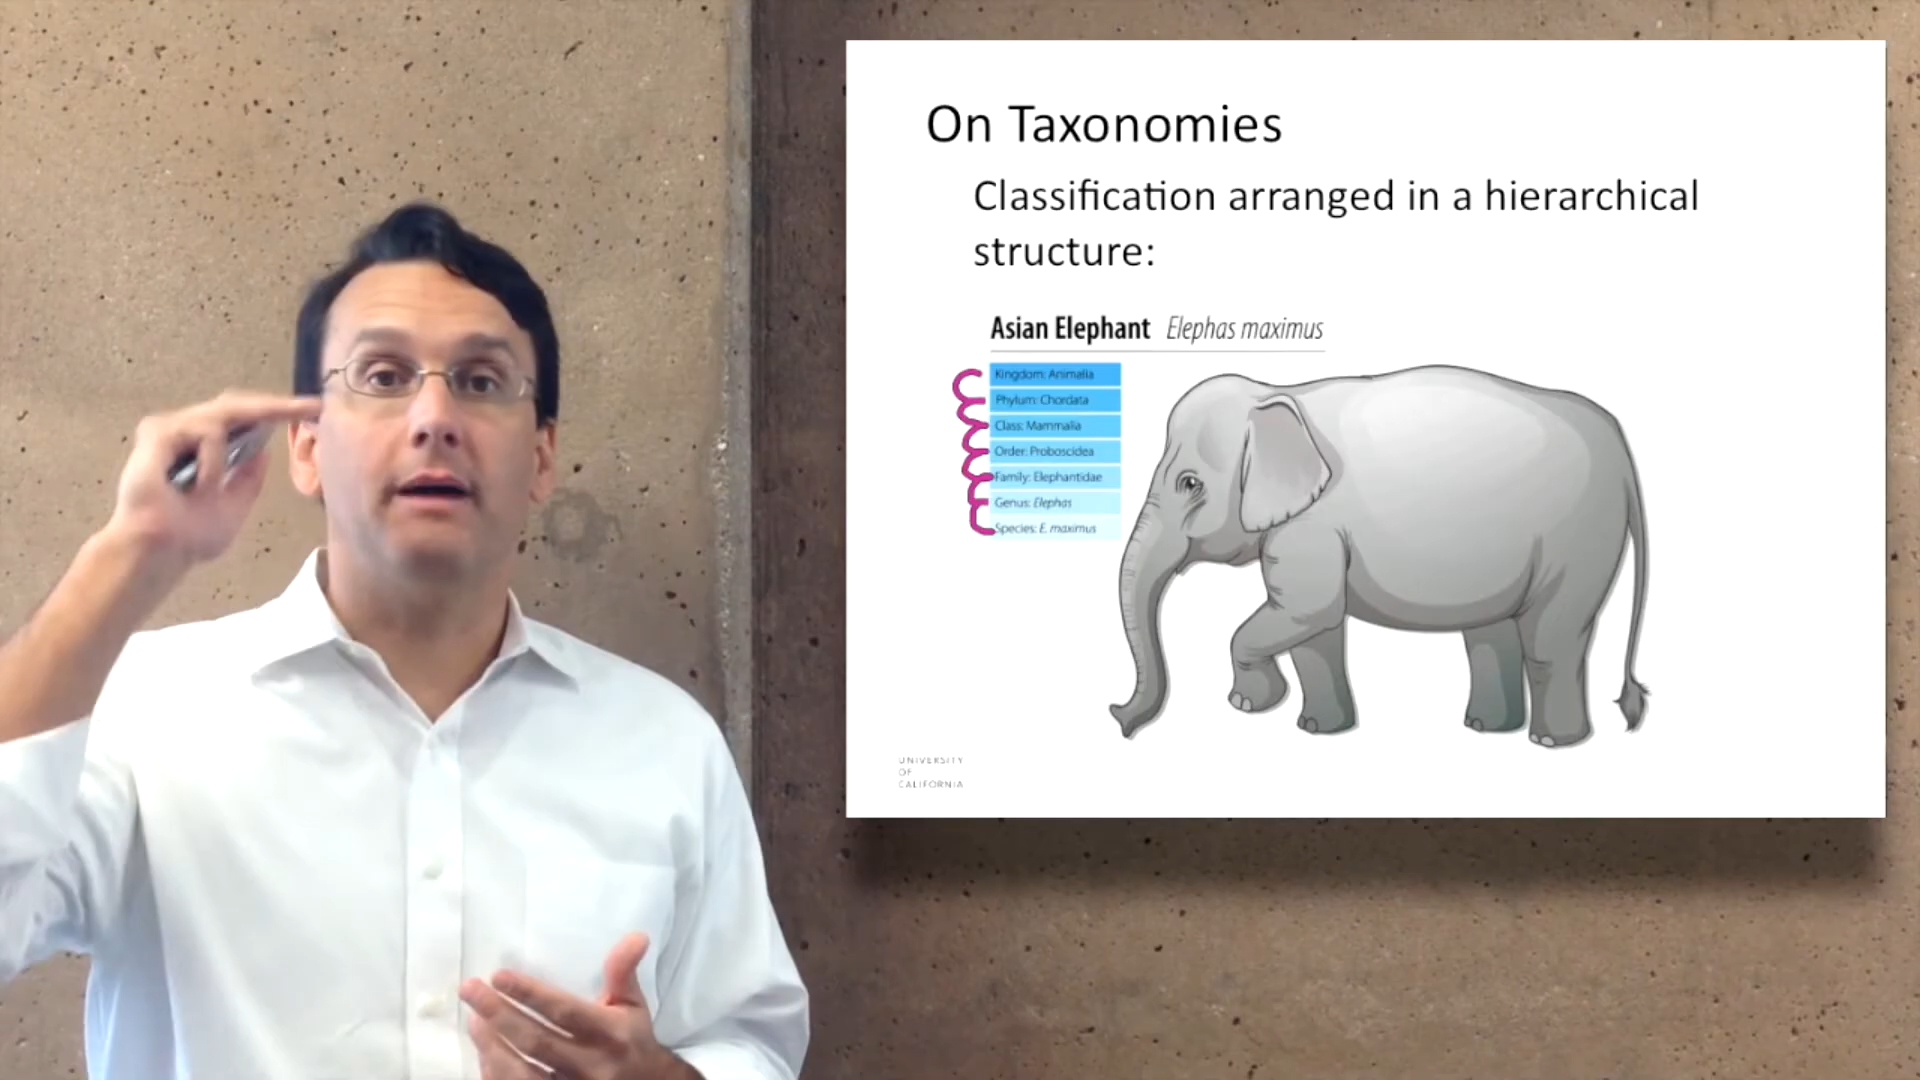 On Taxonomies
Classification arranged in a hierarchical
structure:
Asian Elephant Elephas maximus
Kingdom: Animalia
Phylum: Chordata
Class: Mammalia
Order: Proboscidea
Family: Elephantidae
Genus: Elephas
Species: E. maximus
UNIVERSITY
OF
CALIFORNIA